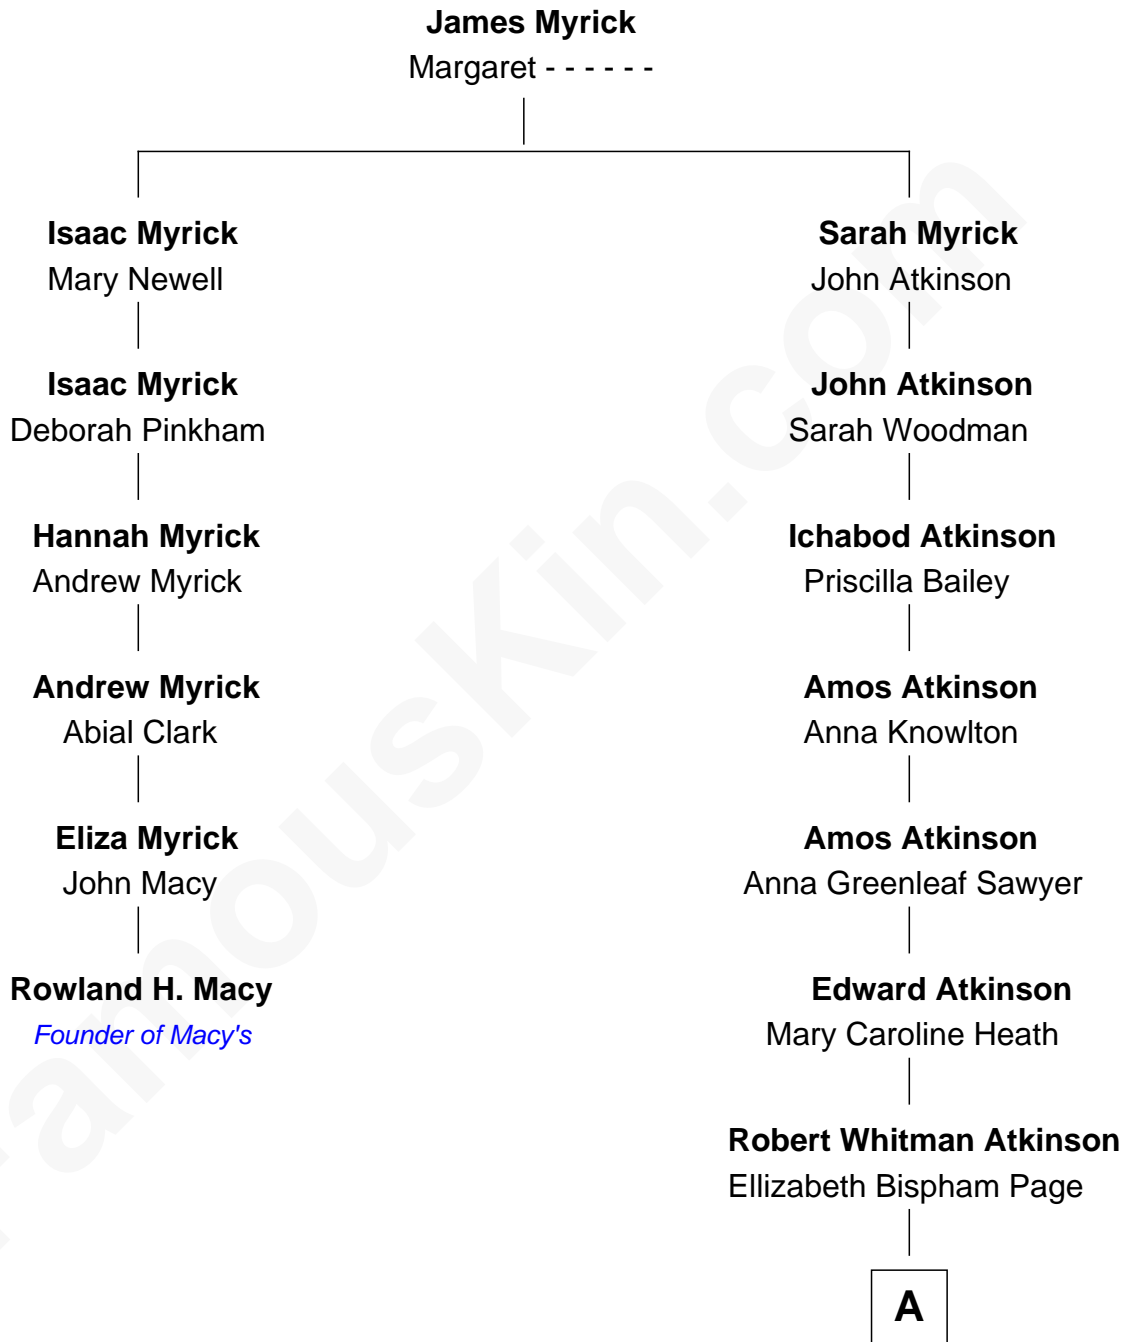 James Myrick
Margaret - - - - - -
Isaac Myrick
Mary Newell
Sarah Myrick
John Atkinson
Isaac Myrick
Deborah Pinkham
John Atkinson
Sarah Woodman
Hannah Myrick
Andrew Myrick
Ichabod Atkinson
Priscilla Bailey
Andrew Myrick
Abial Clark
Amos Atkinson
Anna Knowlton
Eliza Myrick
John Macy
Amos Atkinson
Anna Greenleaf Sawyer
Rowland H. Macy
Founder of Macy's
Edward Atkinson
Mary Caroline Heath
Robert Whitman Atkinson
Ellizabeth Bispham Page
A
FamousKin.com